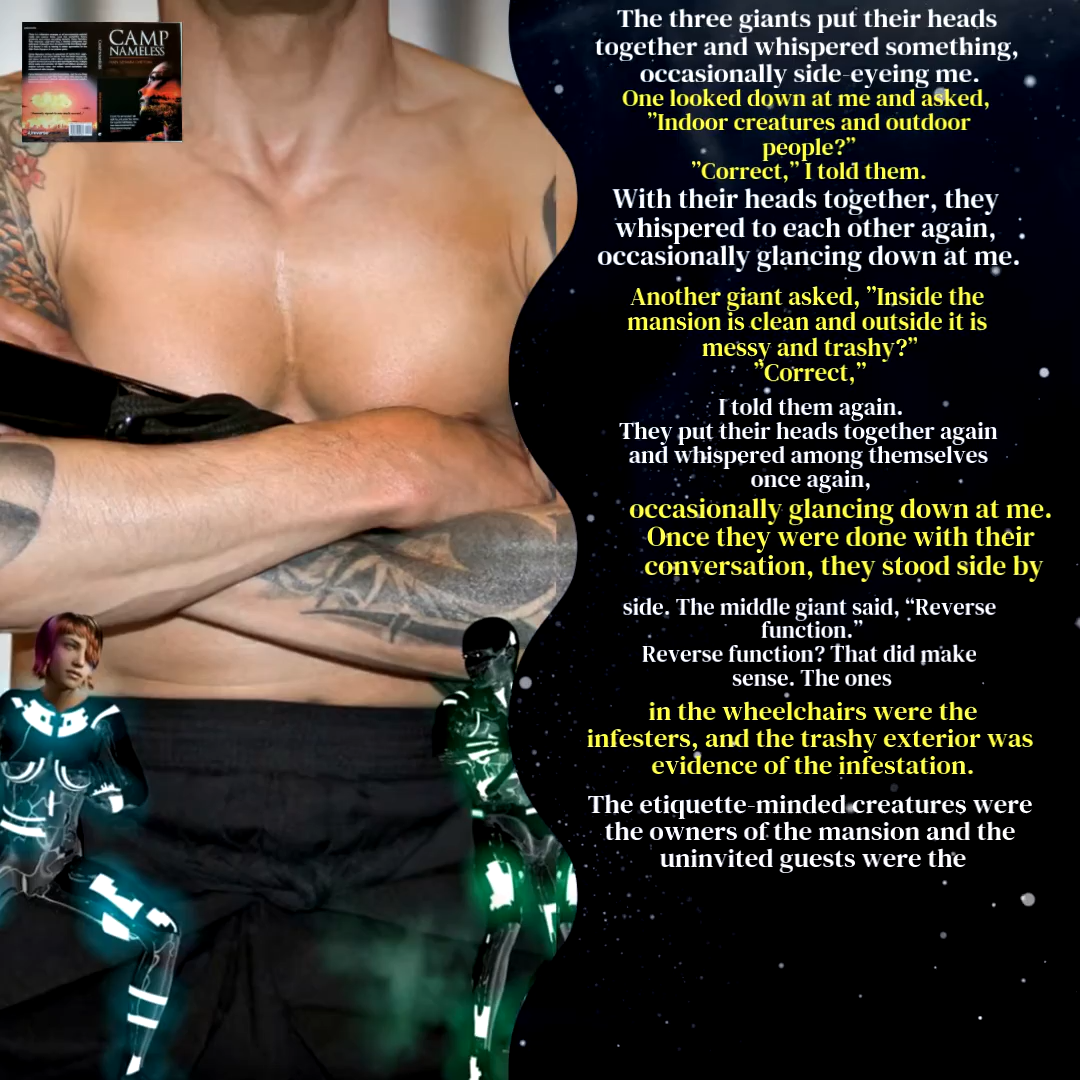 CAMP
NAMELESS
The three giants put their heads
together and whispered something,
occasionally side-eyeing me.
One looked down at me and asked,
”Indoor creatures and outdoor
people?”
”Correct,” I told them.
With their heads together, they
whispered to each other again,
occasionally glancing down at me.
Another giant asked, ”Inside the
mansion is clean and outside it is
messy and trashy?”
”Correct,”
I told them again.
They put their heads together again
and whispered among themselves
once again,
occasionally glancing down at me.
Once they were done with their
conversation, they stood side by
side. The middle giant said, “Reverse
function.”
Reverse function? That did make
sense. The ones
in the wheelchairs were the
infesters, and the trashy exterior was
evidence of the infestation.
The etiquette-minded creatures were
the owners of the mansion and the
uninvited guests were the